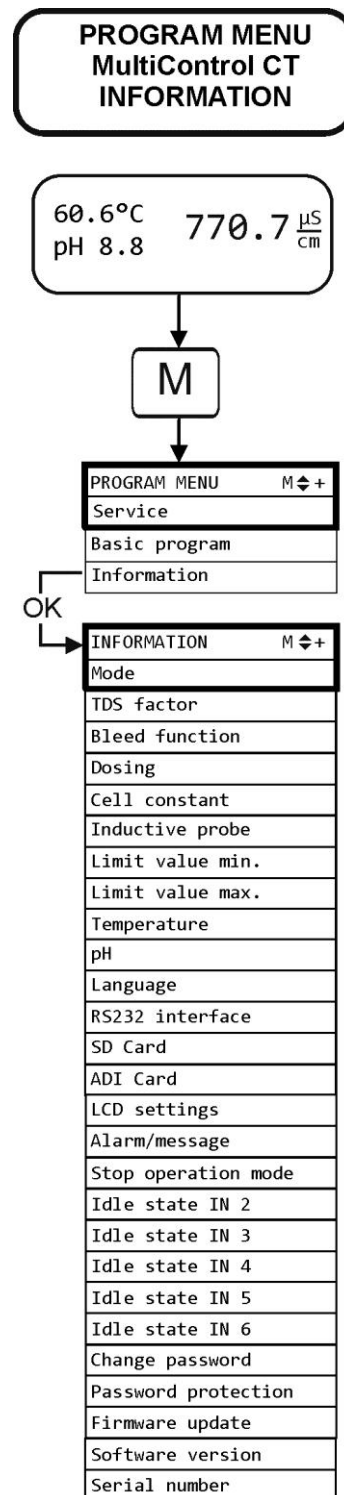 PROGRAM MENU
MultiControl CT
INFORMATION
60.6°C
pH 8.8
770.7 µS/cm
M
PROGRAM MENU M◆+
Service
Basic program
Information
OK
INFORMATION M◆+
Mode
TDS factor
Bleed function
Dosing
Cell constant
Inductive probe
Limit value min.
Limit value max.
Temperature
pH
Language
RS232 interface
SD Card
ADI Card
LCD settings
Alarm/message
Stop operation mode
Idle state IN 2
Idle state IN 3
Idle state IN 4
Idle state IN 5
Idle state IN 6
Change password
Password protection
Firmware update
Software version
Serial number